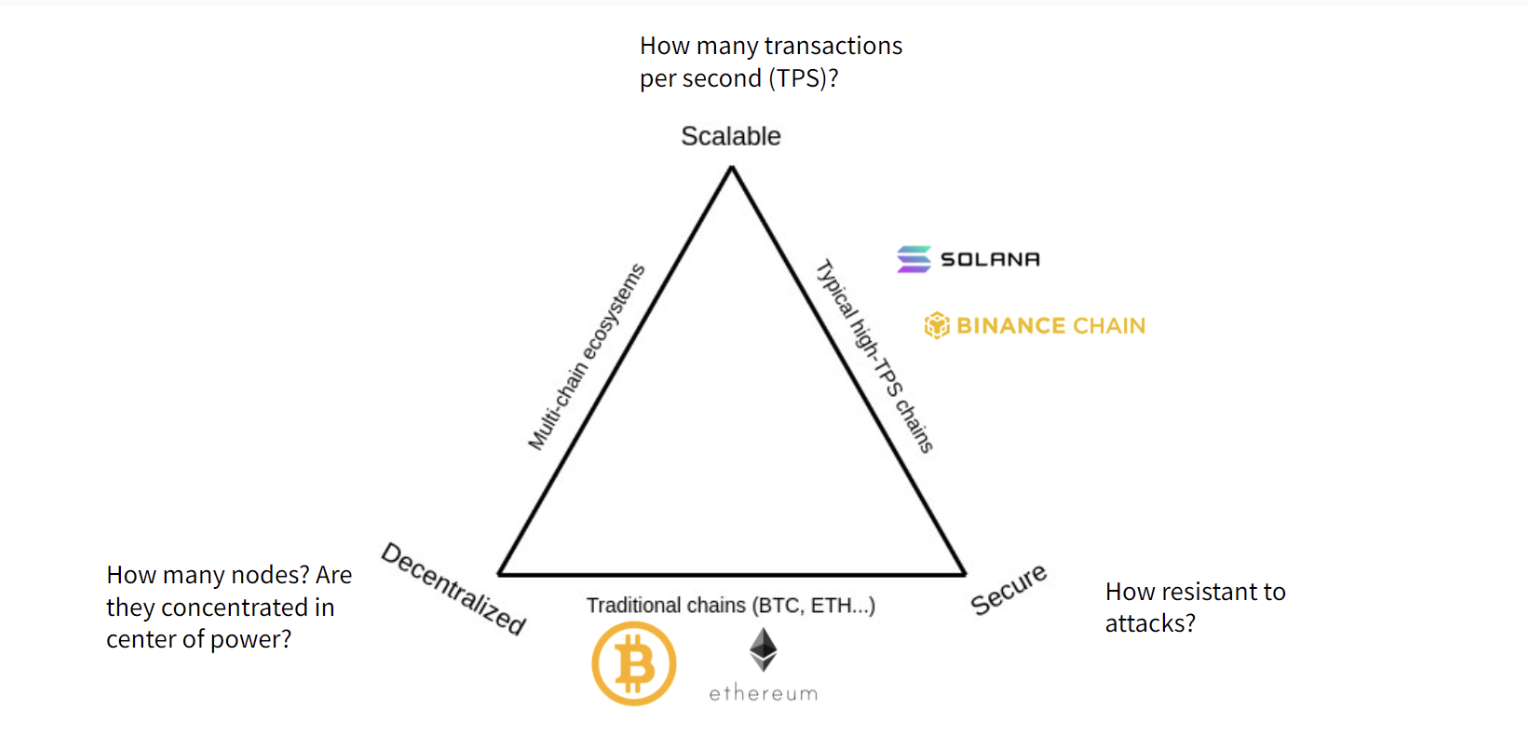 How many transactions
per second (TPS)?
Scalable
Multi-chain ecosystems
Typical high-TPS chains
SOLANA
BINANCE CHAIN
How many nodes? Are
they concentrated in
center of power?
Decentralized
Secure
How resistant to
attacks?
Traditional chains (BTC, ETH...)
ethereum